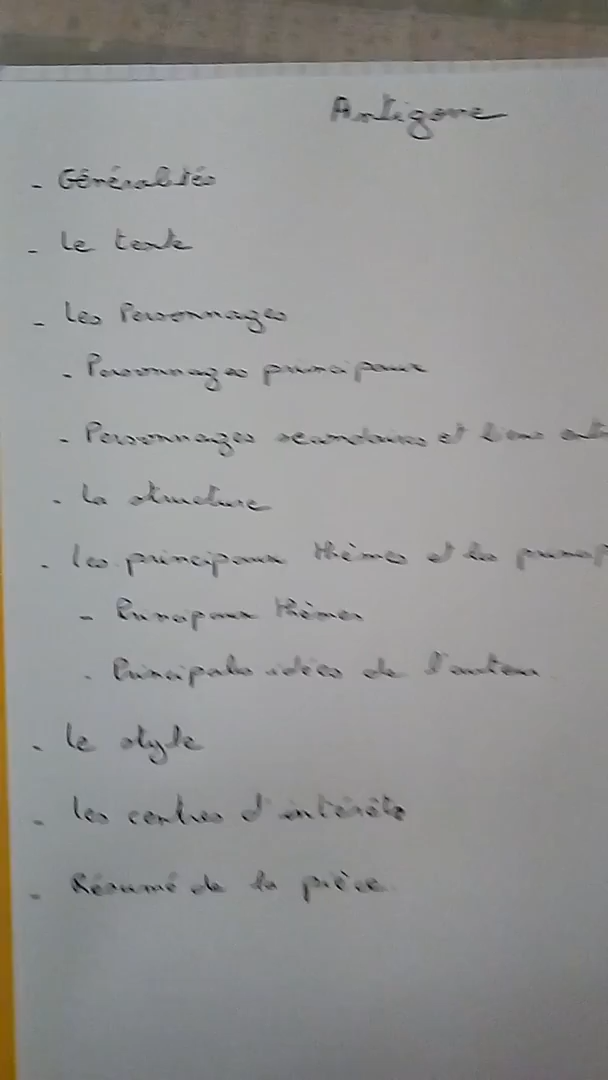 Antigone
- Généralités
- Le texte
- Les Personnages
- Personnages principaux
- Personnages secondaires et liens
- La structure
- Les principaux thèmes et les
- Principaux thèmes
- Principales idées de l'auteur
- Le style
- Les centres d'intérêts
- Résumé de la pièce.